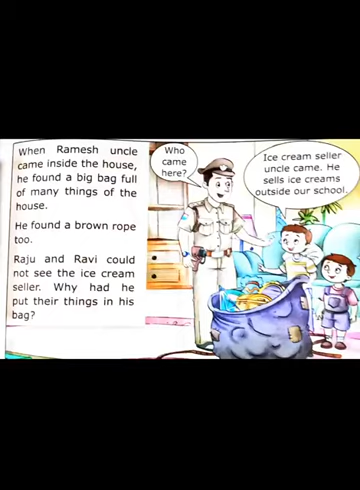 When Ramesh uncle
came inside the house,
he found a big bag full
of many things of the
house.
He found a brown rope
too.
Raju and Ravi could
not see the ice cream
seller. Why had he
put their things in his
bag?
Who
came
here?
Ice cream seller
uncle came. He
sells ice creams
outside our school.